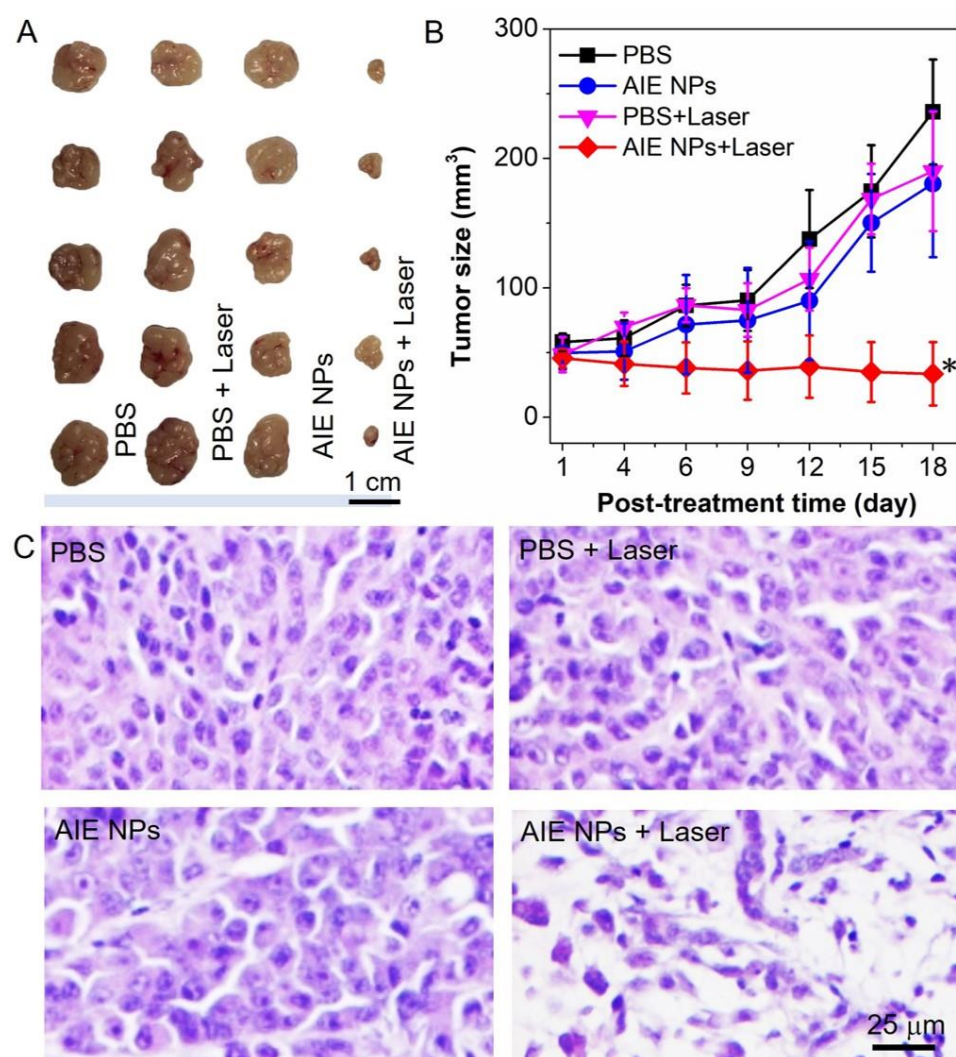 A
PBS
PBS + Laser
AIE NPs
AIE NPs + Laser
1 cm
B
PBS
AIE NPs
PBS+Laser
AIE NPs+Laser
Tumor size (mm³)
300
200
100
0
*
1 4 6 9 12 15 18
Post-treatment time (day)
C
PBS
PBS + Laser
AIE NPs
AIE NPs + Laser
25 μm